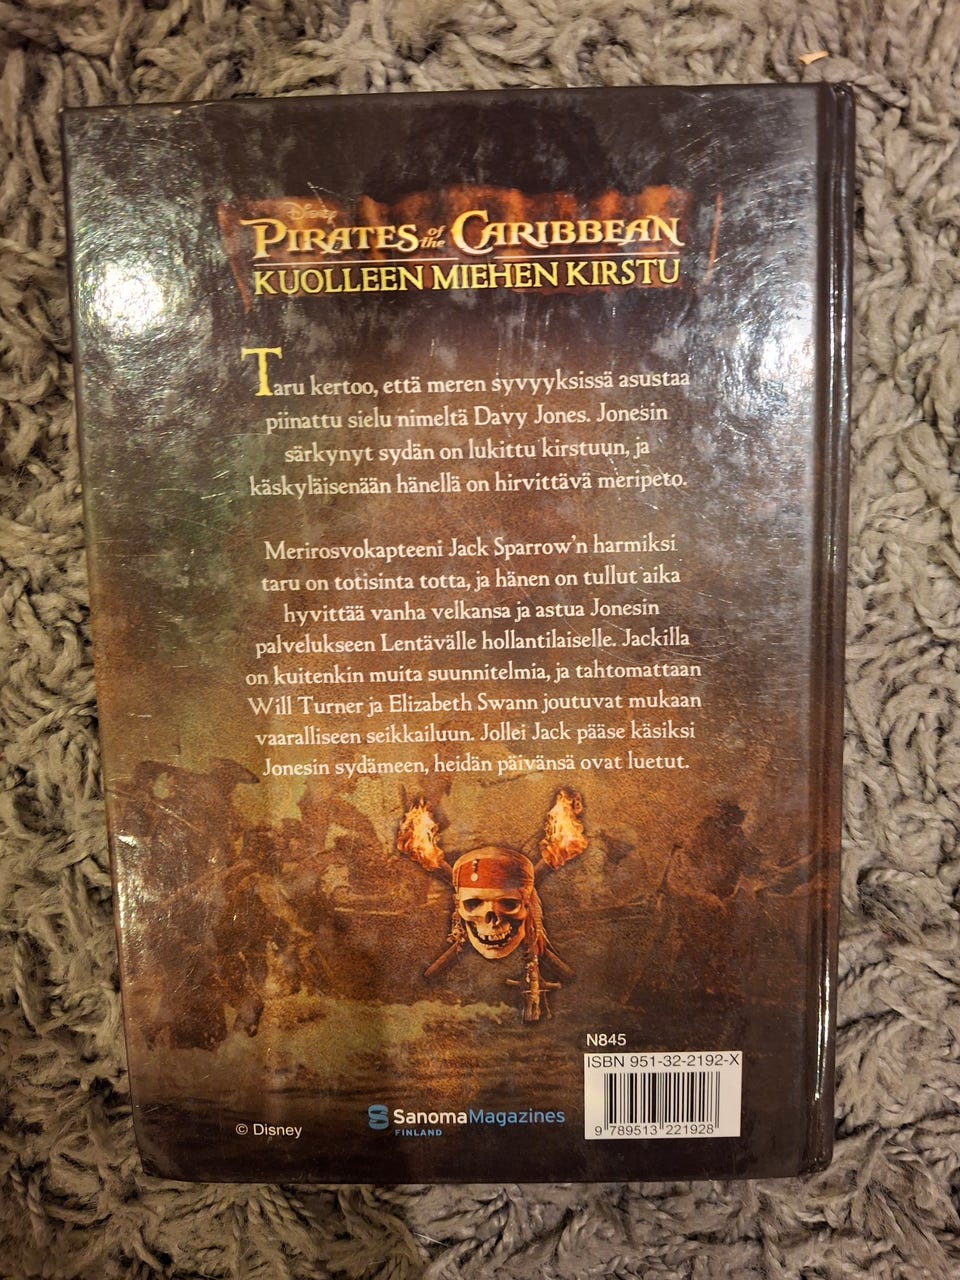 Disney
PIRATES of the CARIBBEAN
KUOLLEEN MIEHEN KIRSTU
Taru kertoo, että meren syvyyksissä asustaa
piinattu sielu nimeltä Davy Jones. Jonesin
särkynyt sydän on lukittu kirstuun, ja
käskyläisenään hänellä on hirvittävä meripeto.
Merirosvokapteeni Jack Sparrow'n harmiksi
taru on totisinta totta, ja hänen on tullut aika
hyvittää vanha velkansa ja astua Jonesin
palvelukseen Lentävälle hollantilaiselle. Jackilla
on kuitenkin muita suunnitelmia, ja tahtomattaan
Will Turner ja Elizabeth Swann joutuvat mukaan
vaaralliseen seikkailuun. Jollei Jack pääse käsiksi
Jonesin sydämeen, heidän päivänsä ovat luetut.
N845
ISBN 951-32-2192-X
9 789513 221928
© Disney
SanomaMagazines
FINLAND